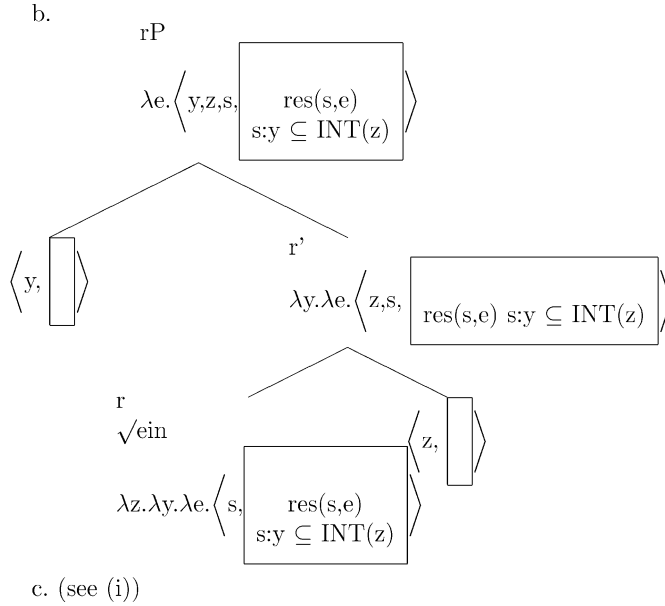 b.
rP
λe.⟨ y,z,s, res(s,e)
s:y ⊆ INT(z) ⟩
r'
⟨ y, ⟩
λy.λe.⟨ z,s, res(s,e) s:y ⊆ INT(z) ⟩
r
√ein
⟨ z, ⟩
λz.λy.λe.⟨ s, res(s,e)
s:y ⊆ INT(z) ⟩
c. (see (i))